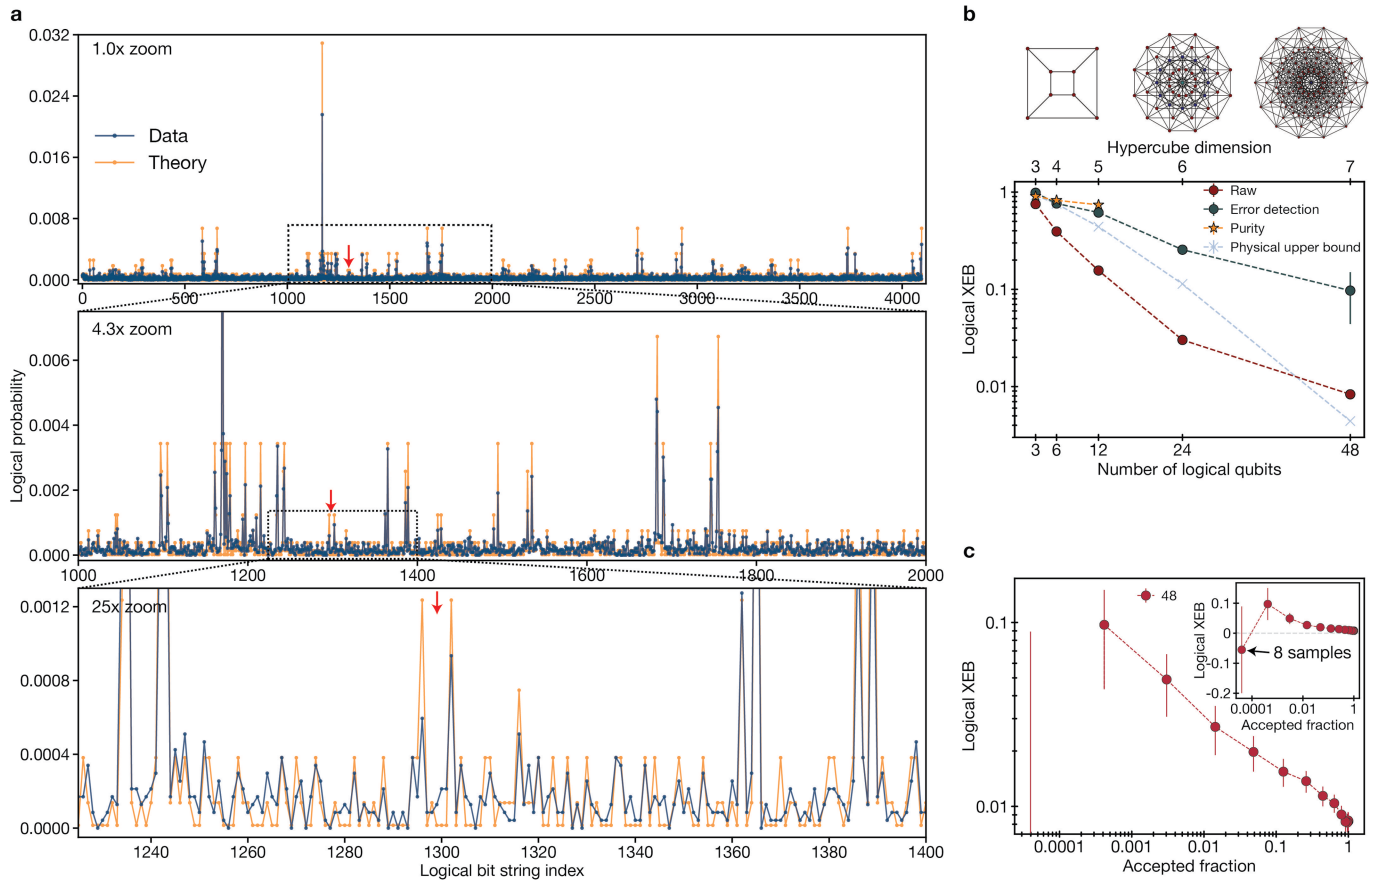 a
0.032
1.0x zoom
0.024
Data
Theory
0.016
0.008
0.000
0 500 1000 1500 2000 2500 3000 3500 4000
4.3x zoom
0.006
0.004
0.002
0.000
Logical probability
1000 1200 1400 1600 1800 2000
25x zoom
0.0012
0.0008
0.0004
0.0000
1240 1260 1280 1300 1320 1340 1360 1380 1400
Logical bit string index
b
Hypercube dimension
3 4 5 6 7
Raw
Error detection
Purity
Physical upper bound
1
0.1
0.01
Logical XEB
3 6 12 24 48
Number of logical qubits
c
48
0.1
0.01
Logical XEB
0.0001 0.001 0.01 0.1 1
Accepted fraction
0.1
0
-0.1
-0.2
Logical XEB
8 samples
0.0001 0.01 1
Accepted fraction